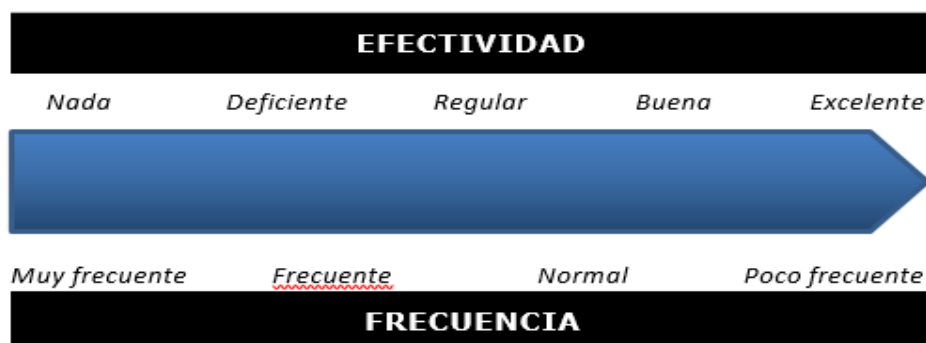 EFECTIVIDAD
Nada Deficiente Regular Buena Excelente
Muy frecuente Frecuente Normal Poco frecuente
FRECUENCIA